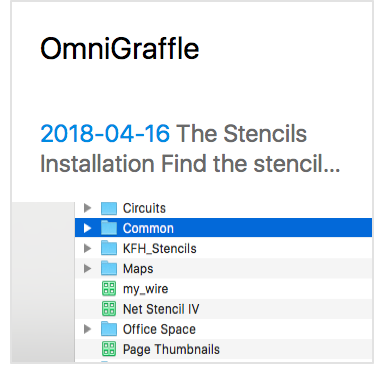 OmniGraffle
2018-04-16 The Stencils
Installation Find the stencil...
Circuits
Common
KFH_Stencils
Maps
my_wire
Net Stencil IV
Office Space
Page Thumbnails